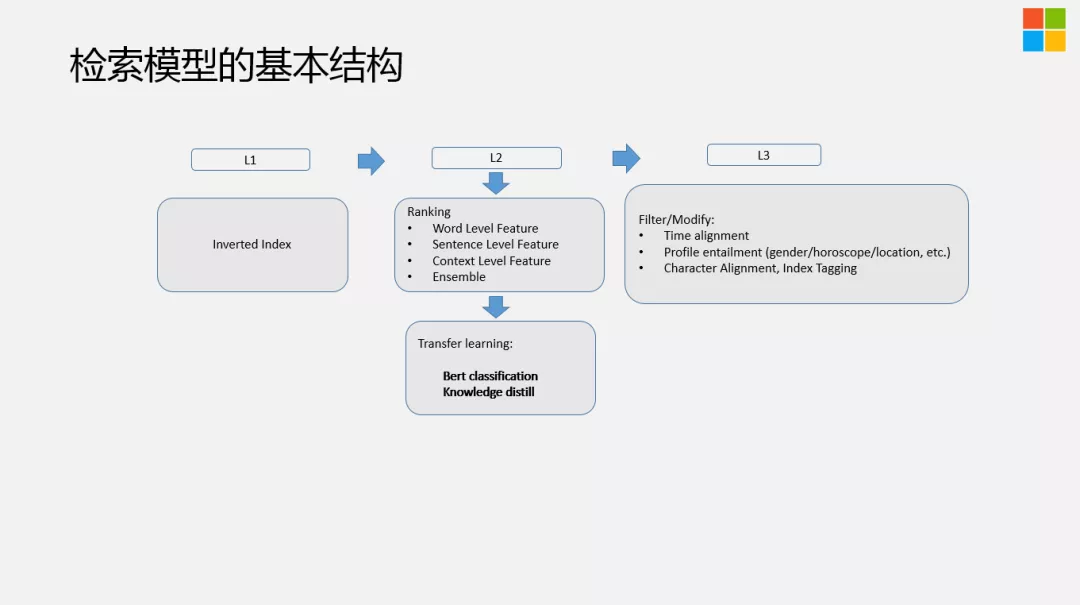 检索模型的基本结构
L1
L2
L3
Inverted Index
Ranking
• Word Level Feature
• Sentence Level Feature
• Context Level Feature
• Ensemble
Filter/Modify:
• Time alignment
• Profile entailment (gender/horoscope/location, etc.)
• Character Alignment, Index Tagging
Transfer learning:
Bert classification
Knowledge distill